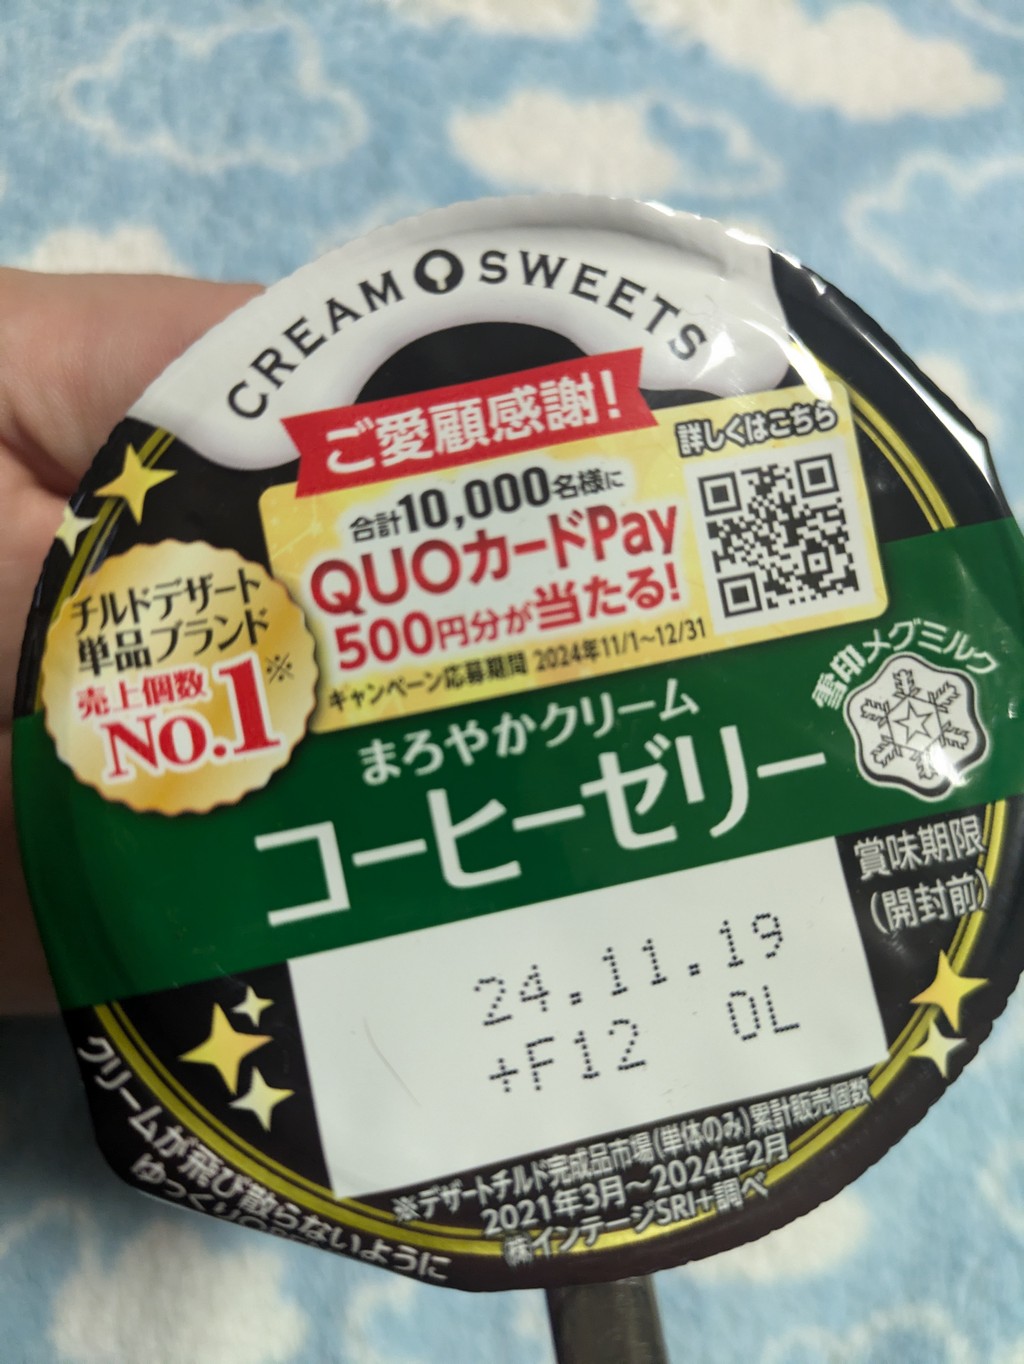 CREAM SWEETS
ご愛顧感謝!
合計10,000名様に
QUOカードPay
500円分が当たる!
キャンペーン応募期間 2024年11/1〜12/31
詳しくはこちら
チルドデザート
単品ブランド
売上個数
No.1※
雪印メグミルク
まろやかクリーム
コーヒーゼリー
賞味期限
(開封前)
24.11.19
+F12 OL
※デザートチルド完成品市場(単体のみ)累計販売個数
2021年3月〜2024年2月
㈱インテージSRI+調べ
クリームが飛び散らないように
ゆっくり